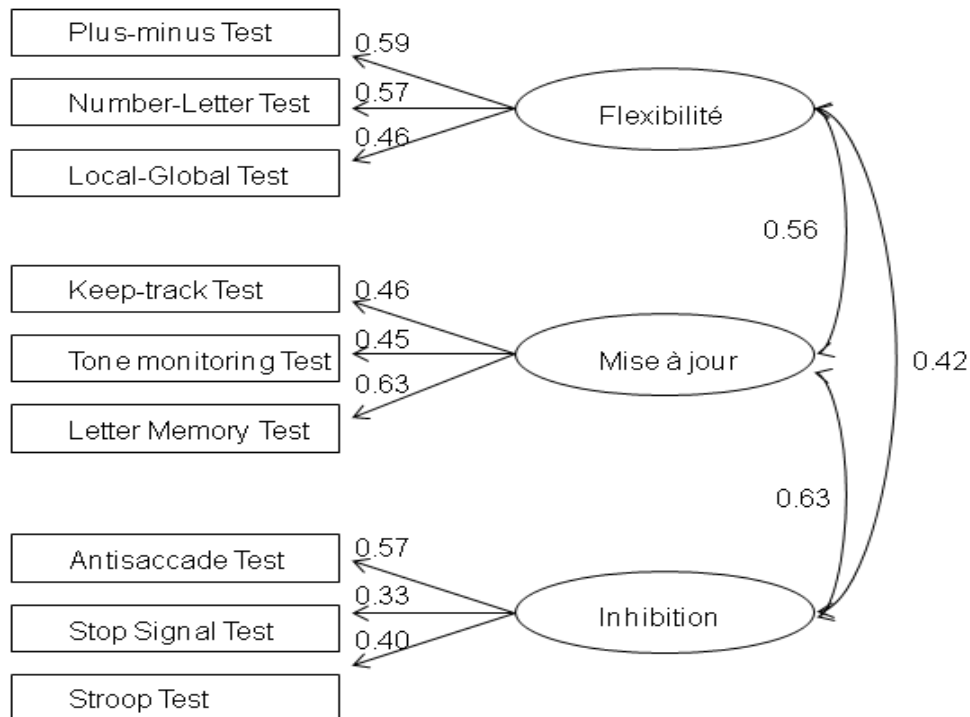 Plus-minus Test
0.59
Number-Letter Test
0.57
Flexibilité
0.46
Local-Global Test
0.56
Keep-track Test
0.46
Tone monitoring Test
0.45
Mise à jour
0.42
0.63
Letter Memory Test
0.63
Antisaccade Test
0.57
Stop Signal Test
0.33
Inhibition
0.40
Stroop Test